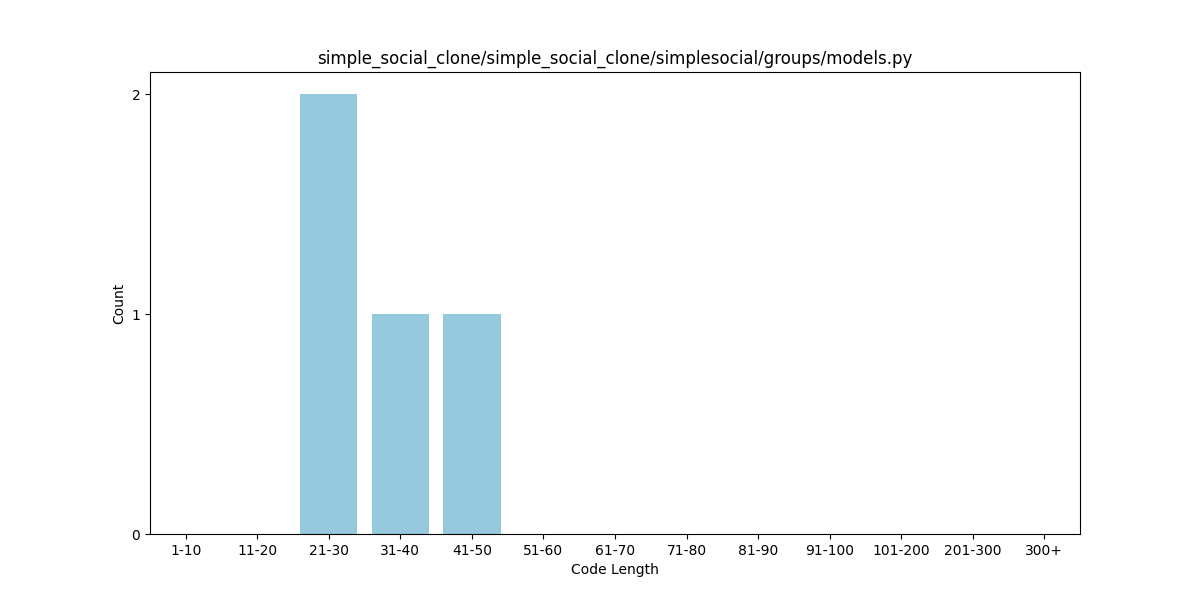 simple_social_clone/simple_social_clone/simplesocial/groups/models.py
2
1
0
Count
1-10 11-20 21-30 31-40 41-50 51-60 61-70 71-80 81-90 91-100 101-200 201-300 300+
Code Length